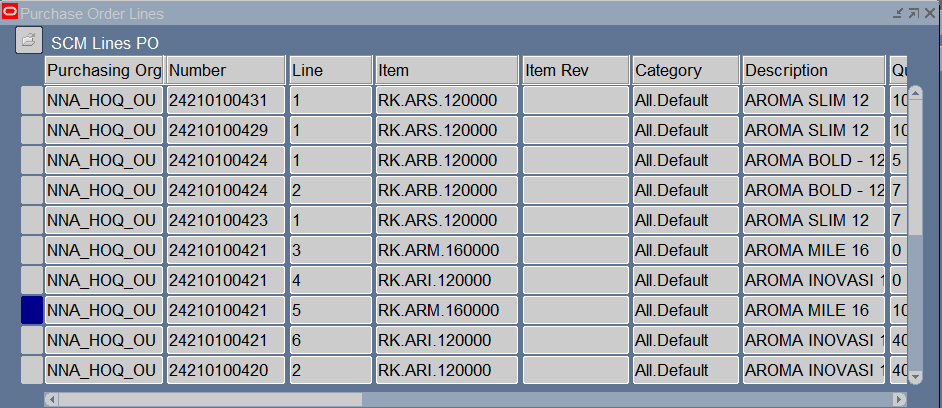 Purchase Order Lines
SCM Lines PO
Purchasing Org Number Line Item Item Rev Category Description Qu
NNA_HOQ_OU 24210100431 1 RK.ARS.120000 All.Default AROMA SLIM 12 10
NNA_HOQ_OU 24210100429 1 RK.ARS.120000 All.Default AROMA SLIM 12 10
NNA_HOQ_OU 24210100424 1 RK.ARB.120000 All.Default AROMA BOLD - 12 5
NNA_HOQ_OU 24210100424 2 RK.ARB.120000 All.Default AROMA BOLD - 12 7
NNA_HOQ_OU 24210100423 1 RK.ARS.120000 All.Default AROMA SLIM 12 7
NNA_HOQ_OU 24210100421 3 RK.ARM.160000 All.Default AROMA MILE 16 0
NNA_HOQ_OU 24210100421 4 RK.ARI.120000 All.Default AROMA INOVASI 1 0
NNA_HOQ_OU 24210100421 5 RK.ARM.160000 All.Default AROMA MILE 16 10
NNA_HOQ_OU 24210100421 6 RK.ARI.120000 All.Default AROMA INOVASI 1 40
NNA_HOQ_OU 24210100420 2 RK.ARI.120000 All.Default AROMA INOVASI 1 40